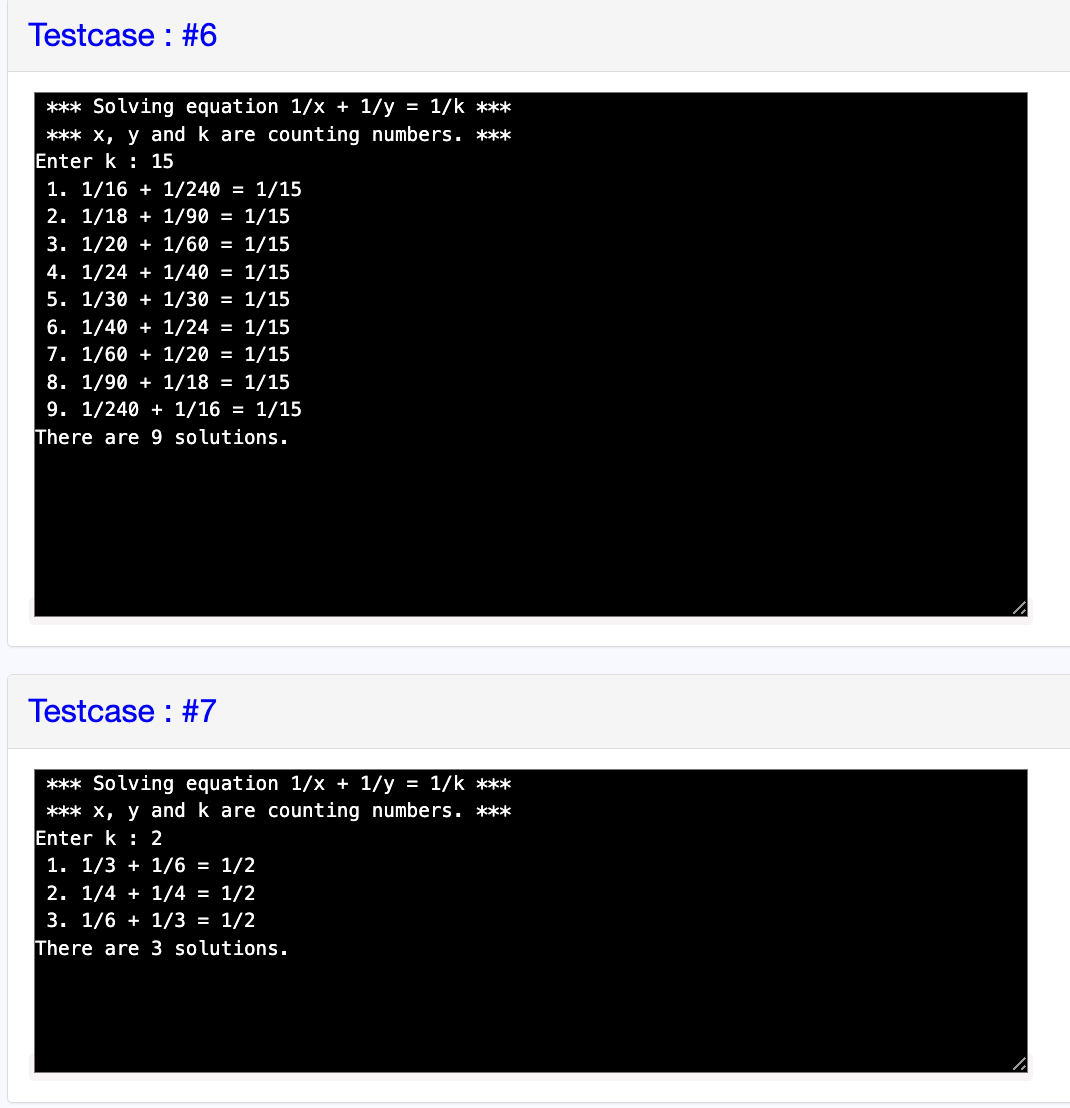 Testcase : #6
*** Solving equation 1/x + 1/y = 1/k ***
*** x, y and k are counting numbers. ***
Enter k : 15
1. 1/16 + 1/240 = 1/15
2. 1/18 + 1/90 = 1/15
3. 1/20 + 1/60 = 1/15
4. 1/24 + 1/40 = 1/15
5. 1/30 + 1/30 = 1/15
6. 1/40 + 1/24 = 1/15
7. 1/60 + 1/20 = 1/15
8. 1/90 + 1/18 = 1/15
9. 1/240 + 1/16 = 1/15
There are 9 solutions.
Testcase : #7
*** Solving equation 1/x + 1/y = 1/k ***
*** x, y and k are counting numbers. ***
Enter k : 2
1. 1/3 + 1/6 = 1/2
2. 1/4 + 1/4 = 1/2
3. 1/6 + 1/3 = 1/2
There are 3 solutions.